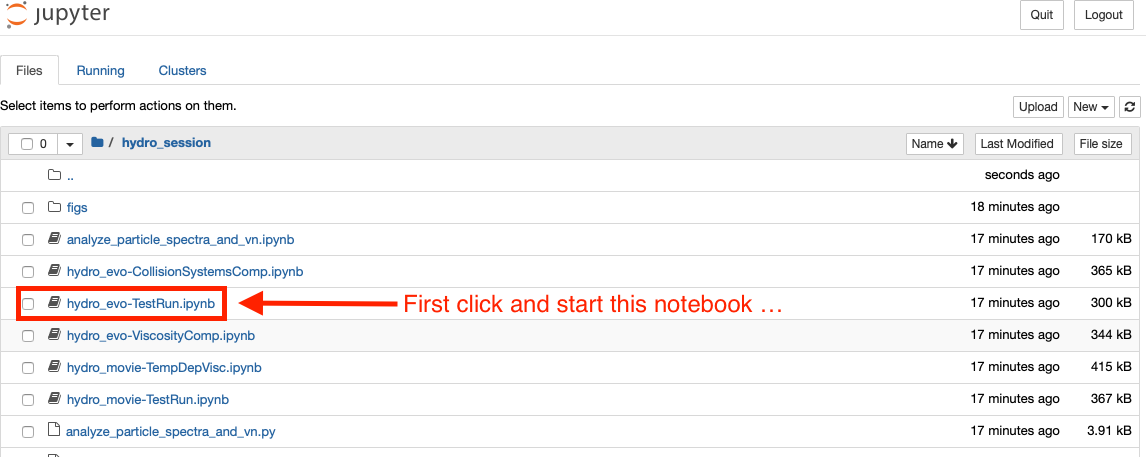 jupyter Quit Logout
Files Running Clusters
Select items to perform actions on them. Upload New
0 / hydro_session Name Last Modified File size
.. seconds ago
figs 18 minutes ago
analyze_particle_spectra_and_vn.ipynb 17 minutes ago 170 kB
hydro_evo-CollisionSystemsComp.ipynb 17 minutes ago 365 kB
hydro_evo-TestRun.ipynb First click and start this notebook … 17 minutes ago 300 kB
hydro_evo-ViscosityComp.ipynb 17 minutes ago 344 kB
hydro_movie-TempDepVisc.ipynb 17 minutes ago 415 kB
hydro_movie-TestRun.ipynb 17 minutes ago 367 kB
analyze_particle_spectra_and_vn.py 17 minutes ago 3.91 kB